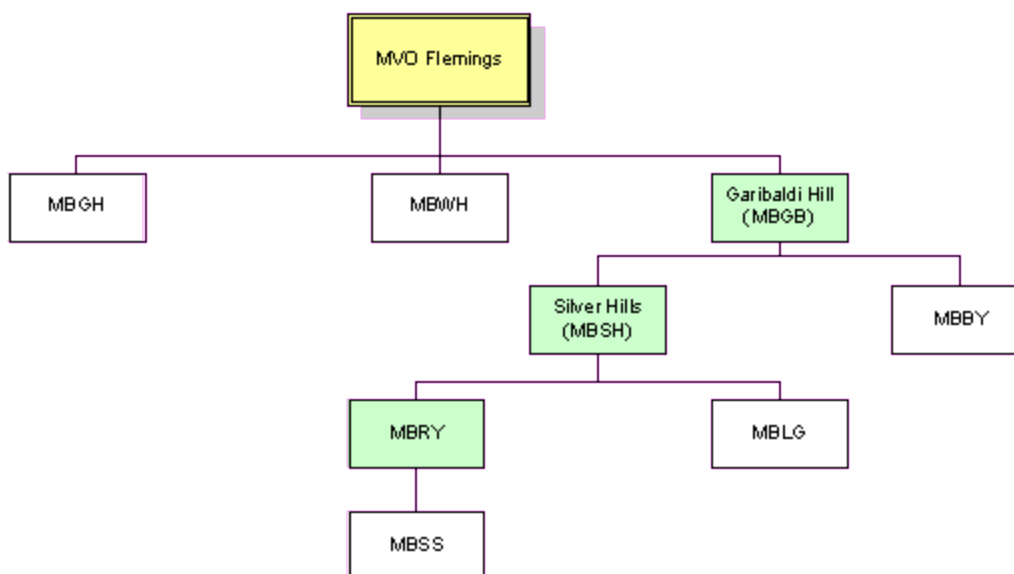 MVO Flemings
MBGH
MBWH
Garibaldi Hill
(MBGB)
Silver Hills
(MBSH)
MBBY
MBRY
MBLG
MBSS